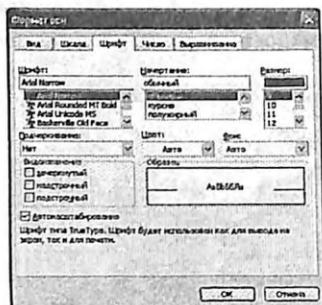 Формат оси
Вид Шкала Шрифт Число Выравнивание
Шрифт: Начертание: Размер:
Arial Narrow обычный
Arial Rounded MT Bold курсив 10
Arial Unicode MS полужирный 11
Baskerville Old Face 12
Подчеркивание: Цвет: Фон:
Нет Авто Авто
Видоизменение Образец
зачеркнутый
надстрочный АаВbБбЯя
подстрочный
Автомасштабирование
Шрифт типа TrueType. Шрифт будет использован как для вывода на
экран, так и для печати.
ОК Отмена